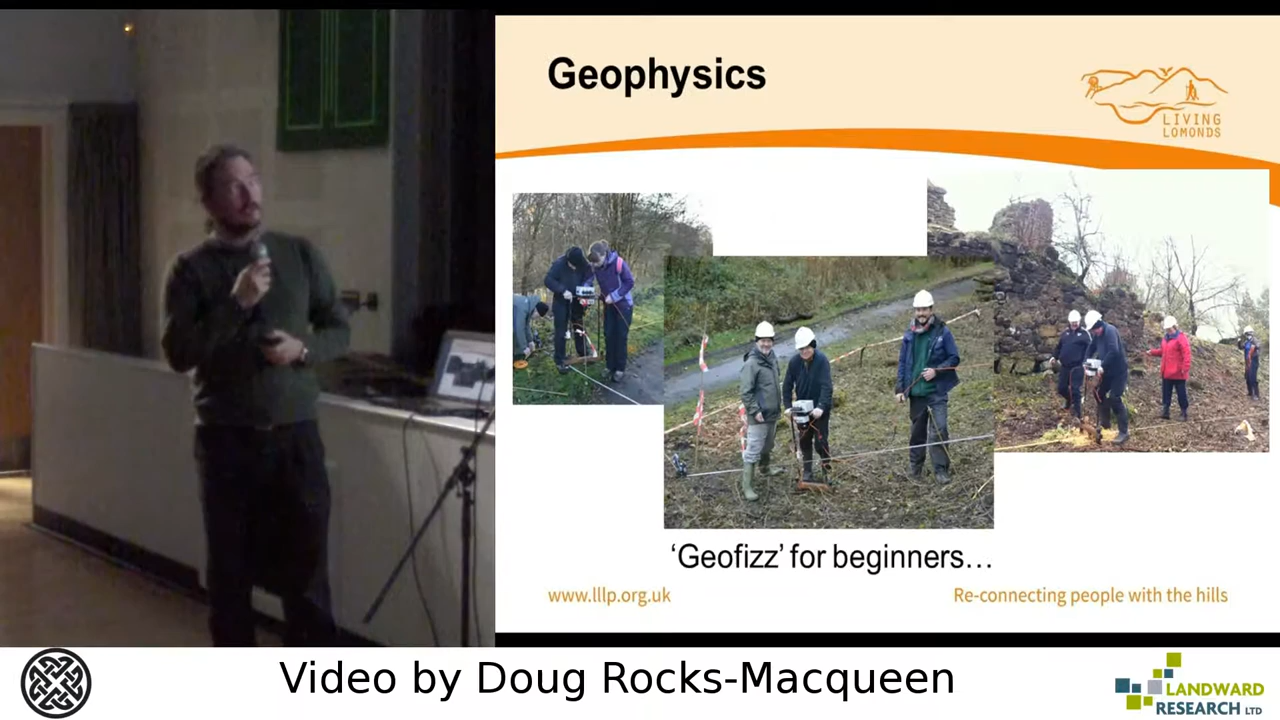 Geophysics
LIVING
LOMONDS
‘Geofizz’ for beginners…
www.lllp.org.uk
Re-connecting people with the hills
Video by Doug Rocks-Macqueen
LANDWARD
RESEARCH LTD